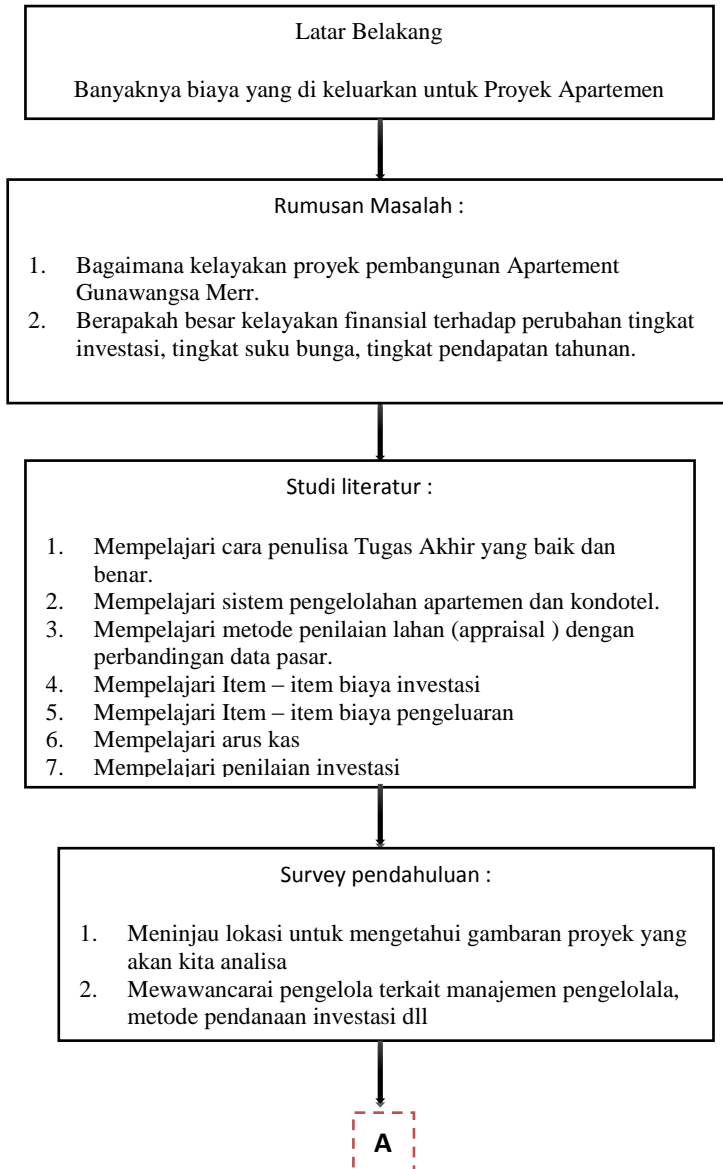 Latar Belakang
Banyaknya biaya yang di keluarkan untuk Proyek Apartemen
Rumusan Masalah :
1. Bagaimana kelayakan proyek pembangunan Apartement
Gunawangsa Merr.
2. Berapakah besar kelayakan finansial terhadap perubahan tingkat
investasi, tingkat suku bunga, tingkat pendapatan tahunan.
Studi literatur :
1. Mempelajari cara penulisa Tugas Akhir yang baik dan
benar.
2. Mempelajari sistem pengelolahan apartemen dan kondotel.
3. Mempelajari metode penilaian lahan (appraisal ) dengan
perbandingan data pasar.
4. Mempelajari Item – item biaya investasi
5. Mempelajari Item – item biaya pengeluaran
6. Mempelajari arus kas
7. Mempelajari penilaian investasi
Survey pendahuluan :
1. Meninjau lokasi untuk mengetahui gambaran proyek yang
akan kita analisa
2. Mewawancarai pengelola terkait manajemen pengelolala,
metode pendanaan investasi dll
A